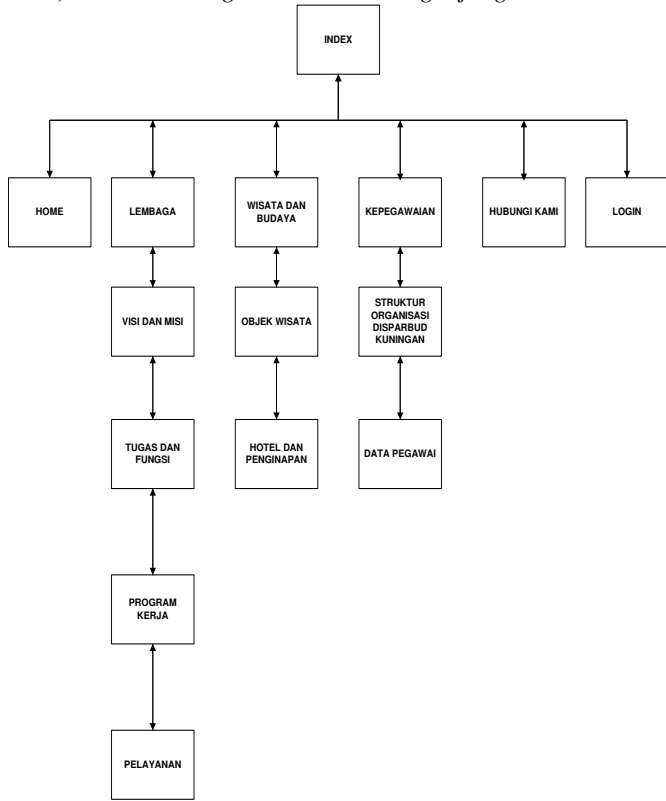 INDEX
HOME
LEMBAGA
WISATA DAN
BUDAYA
KEPEGAWAIAN
HUBUNGI KAMI
LOGIN
VISI DAN MISI
OBJEK WISATA
STRUKTUR
ORGANISASI
DISPARBUD
KUNINGAN
TUGAS DAN
FUNGSI
HOTEL DAN
PENGINAPAN
DATA PEGAWAI
PROGRAM
KERJA
PELAYANAN